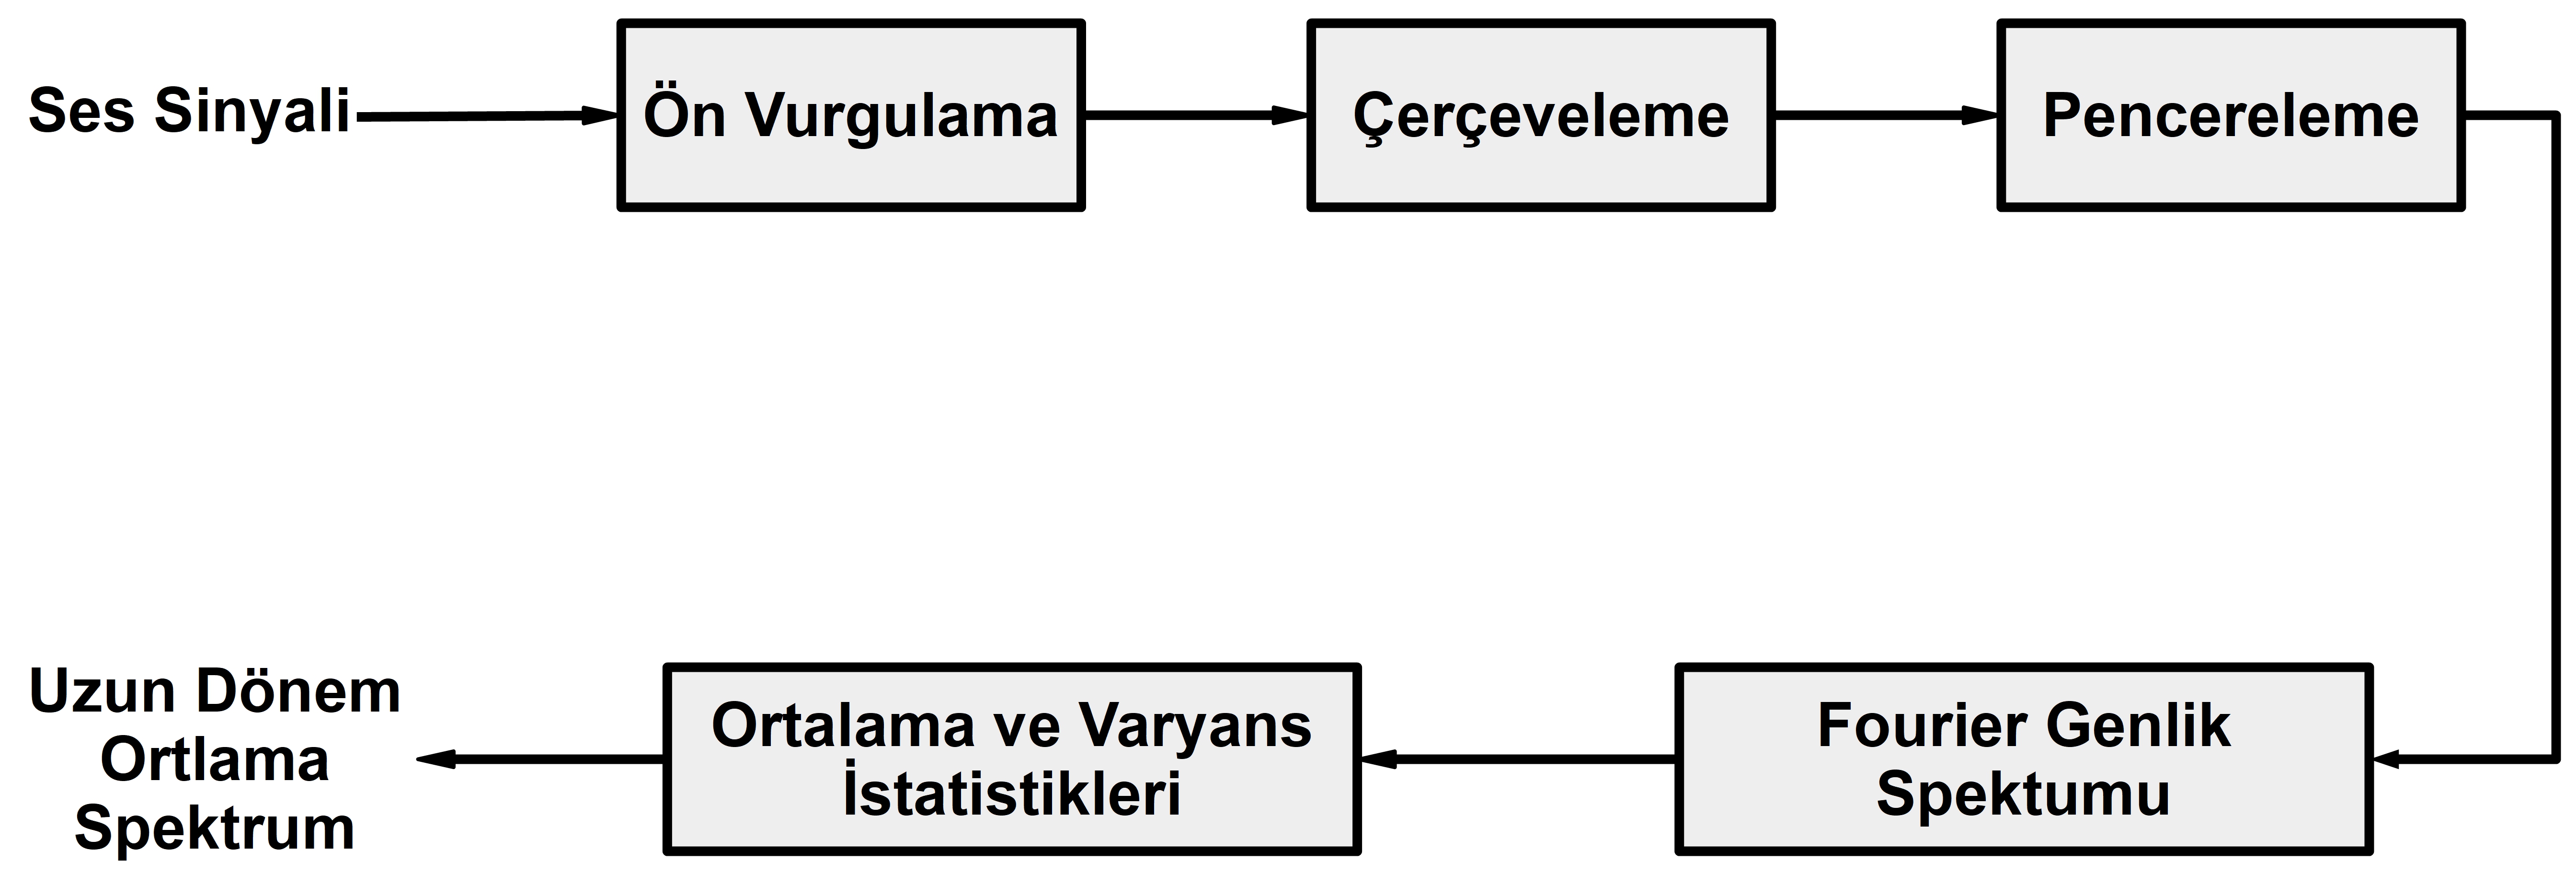 Ses Sinyali
Ön Vurgulama
Çerçeveleme
Pencereleme
Fourier Genlik
Spektumu
Ortalama ve Varyans
İstatistikleri
Uzun Dönem
Ortlama
Spektrum